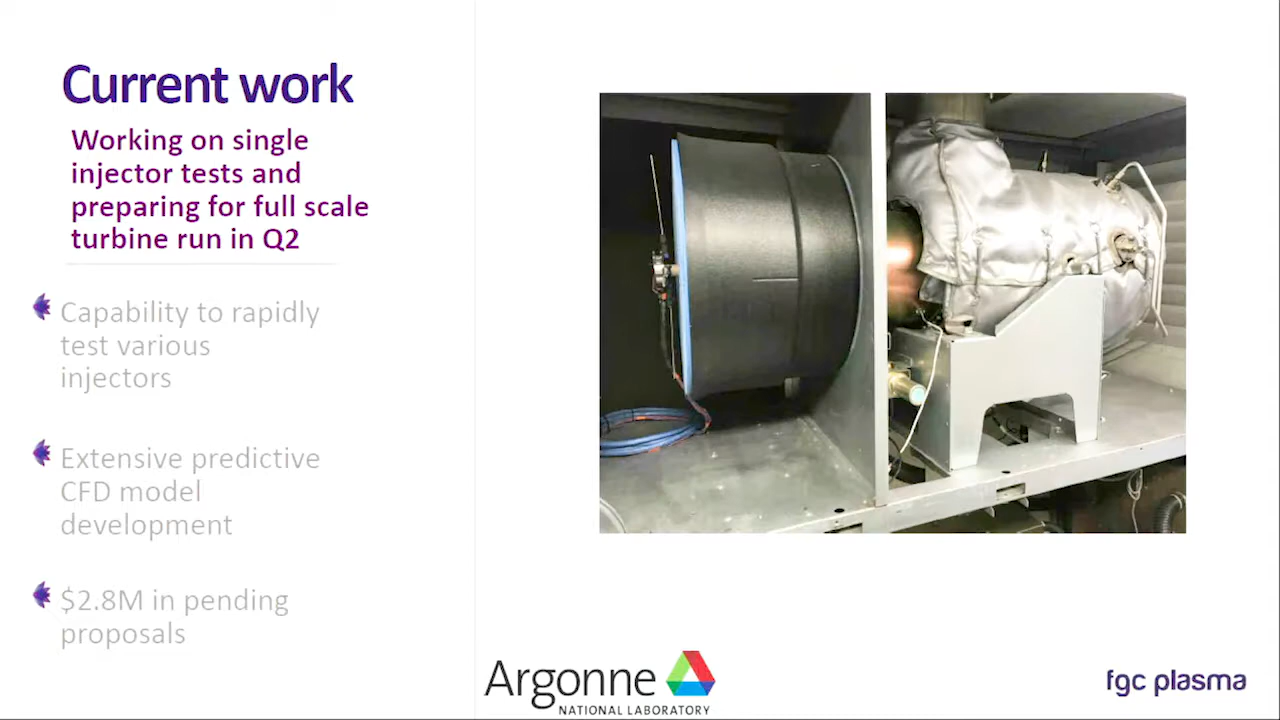 Current work
Working on single
injector tests and
preparing for full scale
turbine run in Q2
Capability to rapidly
test various
injectors
Extensive predictive
CFD model
development
$2.8M in pending
proposals
Argonne
NATIONAL LABORATORY
fgc plasma